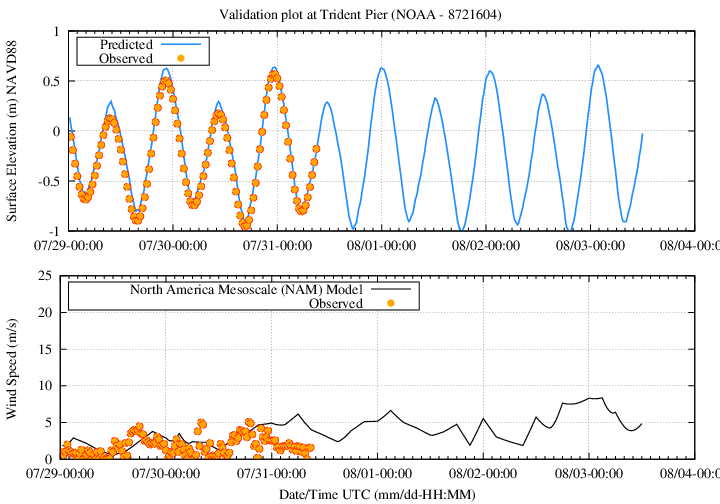 Validation plot at Trident Pier (NOAA - 8721604)
Surface Elevation (m) NAVD88
1
0.5
0
-0.5
-1
Predicted
Observed
07/29-00:00 07/30-00:00 07/31-00:00 08/01-00:00 08/02-00:00 08/03-00:00 08/04-00:00
Wind Speed (m/s)
25
20
15
10
5
0
North America Mesoscale (NAM) Model
Observed
07/29-00:00 07/30-00:00 07/31-00:00 08/01-00:00 08/02-00:00 08/03-00:00 08/04-00:00
Date/Time UTC (mm/dd-HH:MM)